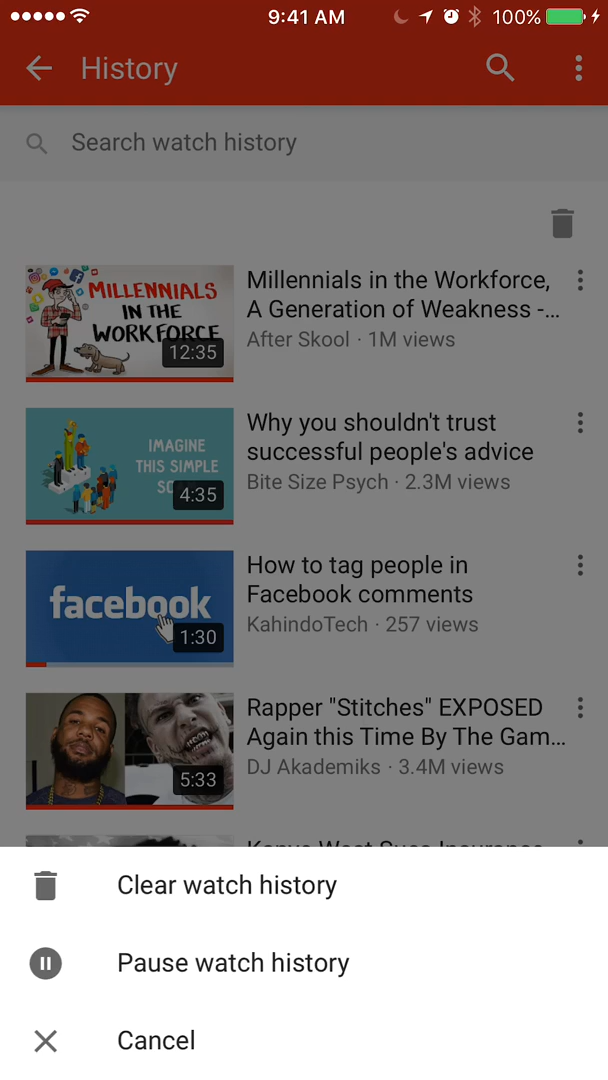 9:41 AM 100%
History
Search watch history
MILLENNIALS
IN THE
WORKFORCE
12:35
Millennials in the Workforce,
A Generation of Weakness -...
After Skool · 1M views
IMAGINE
THIS SIMPLE
4:35
Why you shouldn't trust
successful people's advice
Bite Size Psych · 2.3M views
facebook
1:30
How to tag people in
Facebook comments
KahindoTech · 257 views
5:33
Rapper "Stitches" EXPOSED
Again this Time By The Gam...
DJ Akademiks · 3.4M views
Kanye West Sues Insurance
Clear watch history
Pause watch history
Cancel